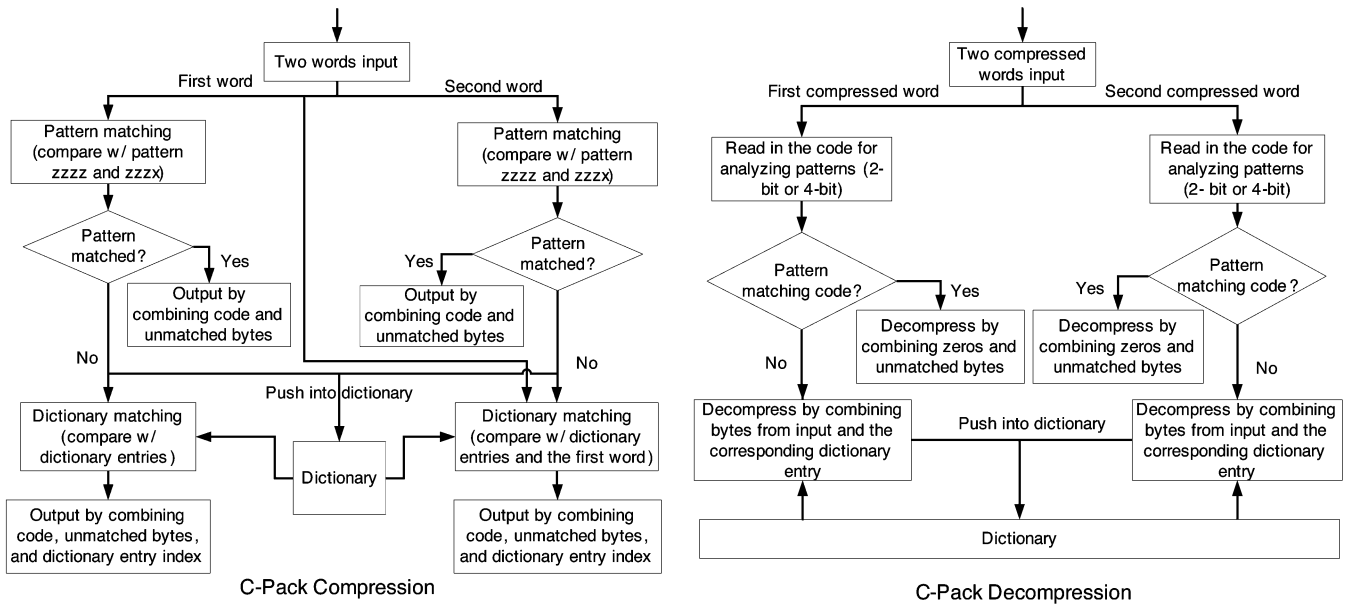 Two words input
First word
Second word
Pattern matching
(compare w/ pattern
zzzz and zzzx)
Pattern matching
(compare w/ pattern
zzzz and zzzx)
Pattern
matched?
Yes
Output by
combining code and
unmatched bytes
Pattern
matched?
Yes
Output by
combining code and
unmatched bytes
No
No
Push into dictionary
Dictionary matching
(compare w/
dictionary entries)
Dictionary
Dictionary matching
(compare w/ dictionary
entries and the first word)
Output by combining
code, unmatched bytes,
and dictionary entry index
Output by combining
code, unmatched bytes,
and dictionary entry index
C-Pack Compression
Two compressed
words input
First compressed word
Second compressed word
Read in the code for
analyzing patterns (2-
bit or 4-bit)
Read in the code for
analyzing patterns
(2- bit or 4-bit)
Pattern
matching code?
Yes
Decompress by
combining zeros and
unmatched bytes
Pattern
matching code?
Yes
Decompress by
combining zeros and
unmatched bytes
No
No
Decompress by combining
bytes from input and the
corresponding dictionary
entry
Push into dictionary
Decompress by combining
bytes from input and the
corresponding dictionary
entry
Dictionary
C-Pack Decompression